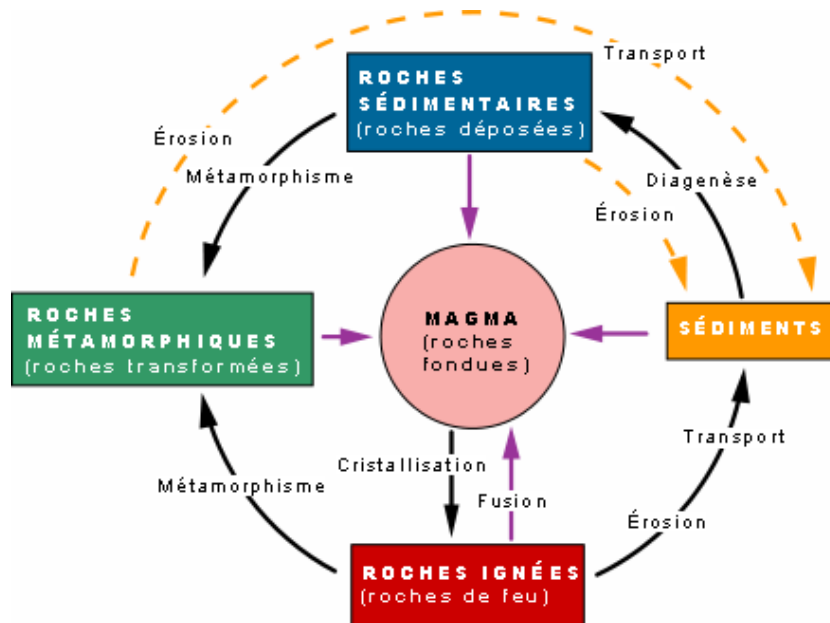 Transport
ROCHES
SÉDIMENTAIRES
(roches déposées)
Érosion
Métamorphisme
Diagenèse
Érosion
ROCHES
MÉTAMORPHIQUES
(roches transformées)
MAGMA
(roches
fondues)
SÉDIMENTS
Transport
Cristallisation
Métamorphisme
Fusion
Érosion
ROCHES IGNÉES
(roches de feu)